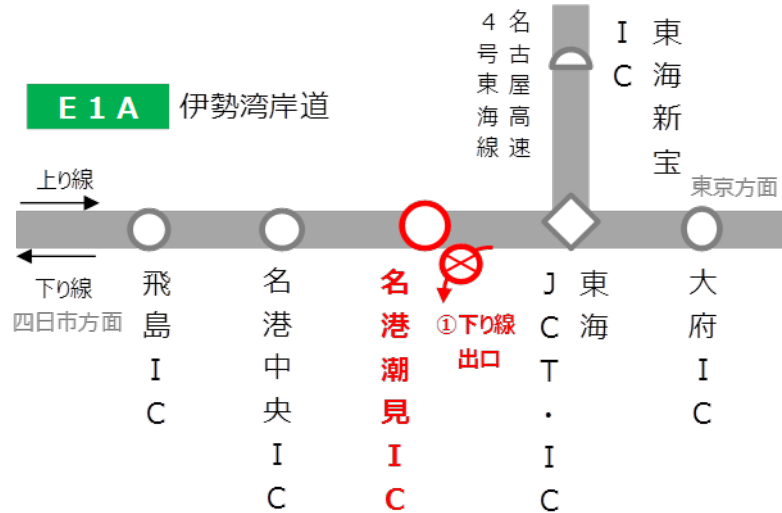 E1A
伊勢湾岸道
名古屋高速
4号東海線
東海新宝
IC
上り線
東京方面
下り線
四日市方面
飛島IC
名港中央IC
名港潮見IC
①下り線
出口
東海
JCT・IC
大府IC